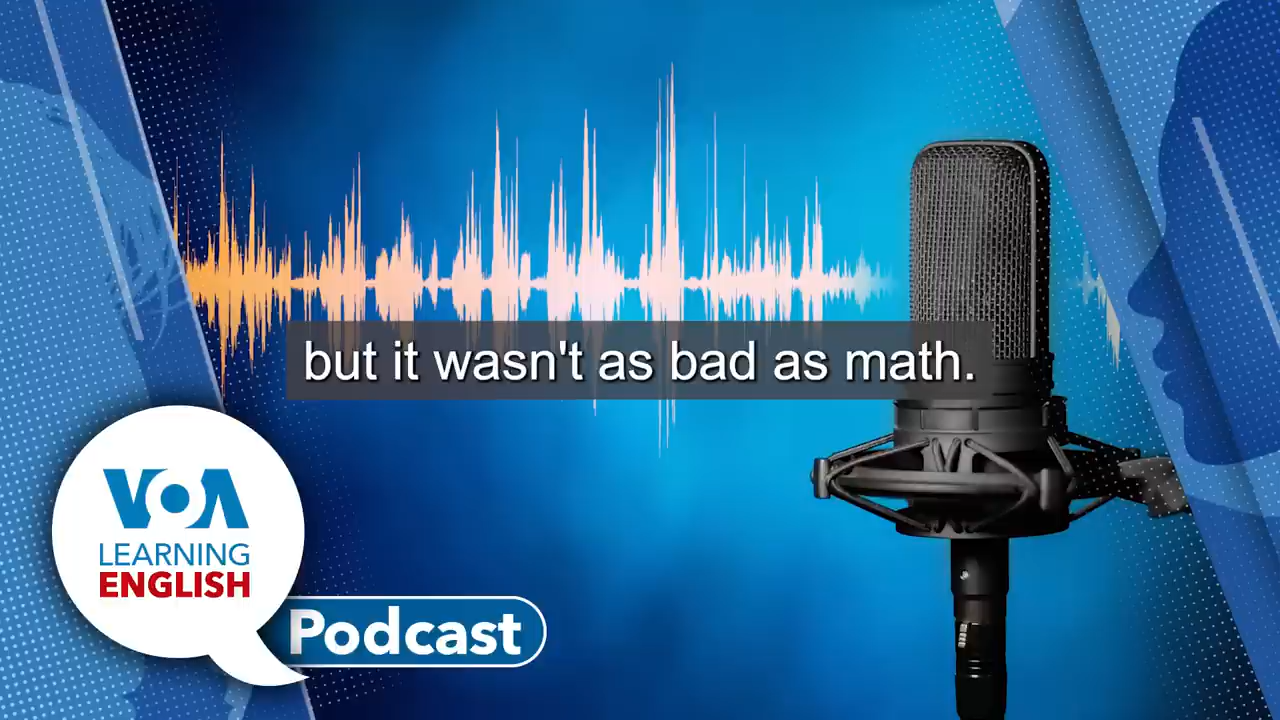 but it wasn't as bad as math.
VOA
LEARNING
ENGLISH
Podcast